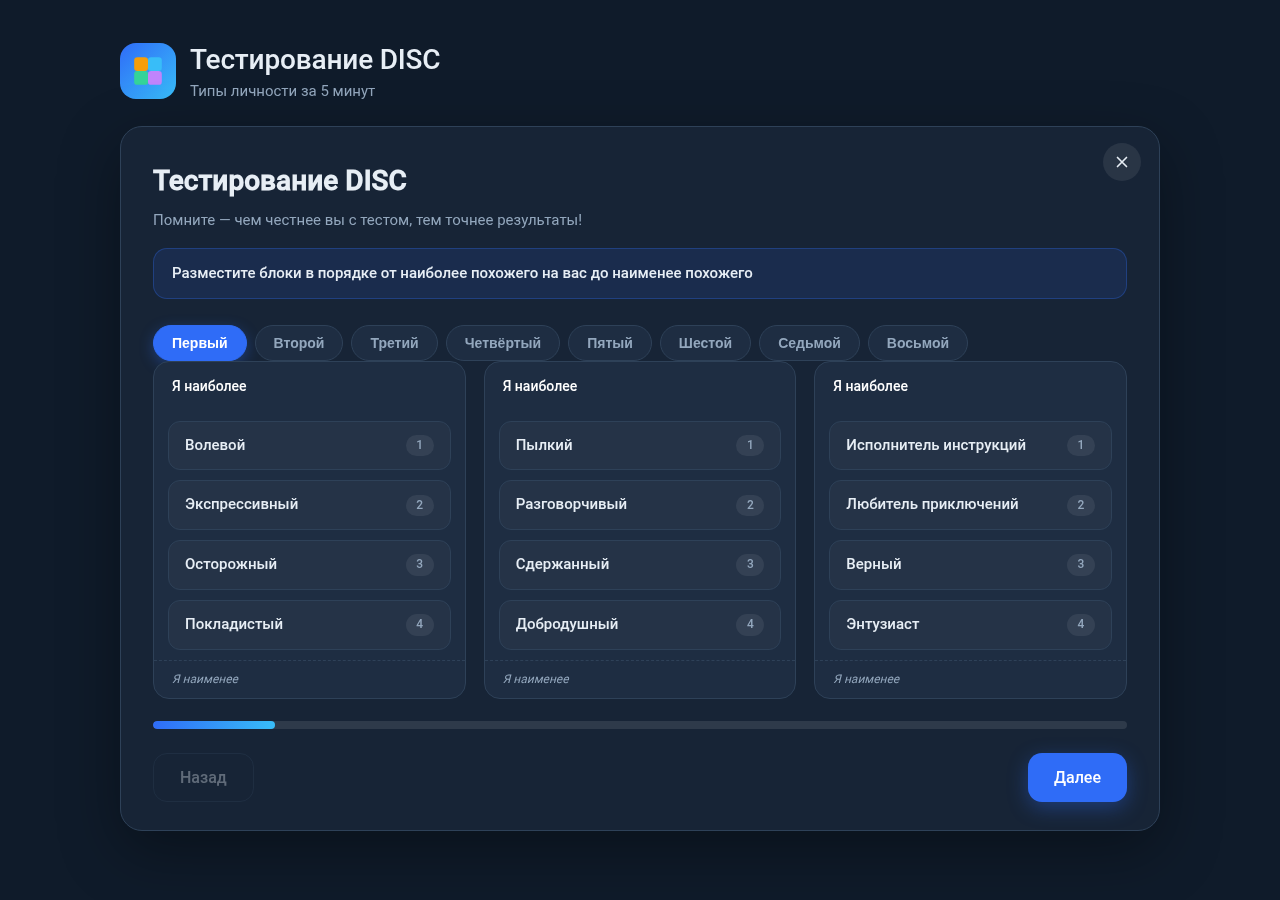 Тестирование DISC
Типы личности за 5 минут
Тестирование DISC
Помните — чем честнее вы с тестом, тем точнее результаты!
Разместите блоки в порядке от наиболее похожего на вас до наименее похожего
Первый Второй Третий Четвёртый Пятый Шестой Седьмой Восьмой
Я наиболее
Волевой 1
Экспрессивный 2
Осторожный 3
Покладистый 4
Я наименее
Я наиболее
Пылкий 1
Разговорчивый 2
Сдержанный 3
Добродушный 4
Я наименее
Я наиболее
Исполнитель инструкций 1
Любитель приключений 2
Верный 3
Энтузиаст 4
Я наименее
Назад
Далее